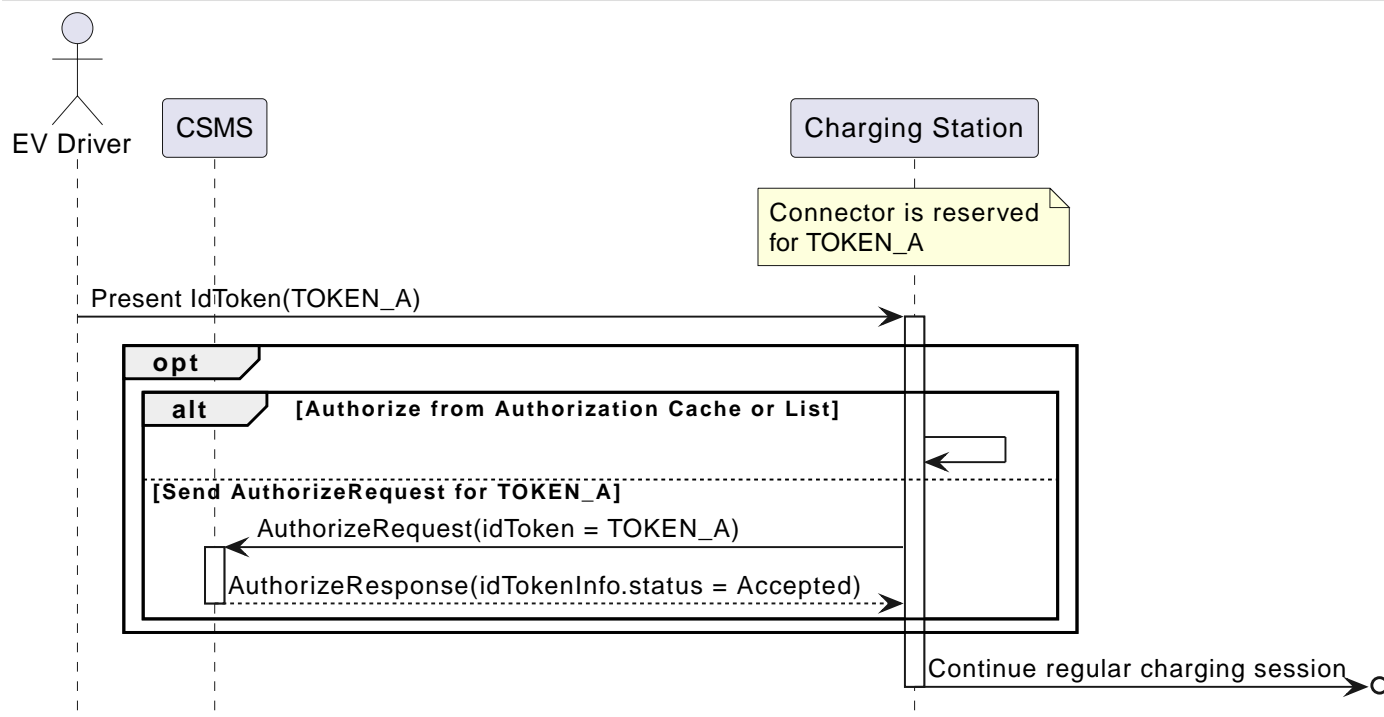 EV Driver
CSMS
Charging Station
Connector is reserved
for TOKEN_A
Present IdToken(TOKEN_A)
opt
alt
[Authorize from Authorization Cache or List]
[Send AuthorizeRequest for TOKEN_A]
AuthorizeRequest(idToken = TOKEN_A)
AuthorizeResponse(idTokenInfo.status = Accepted)
Continue regular charging session